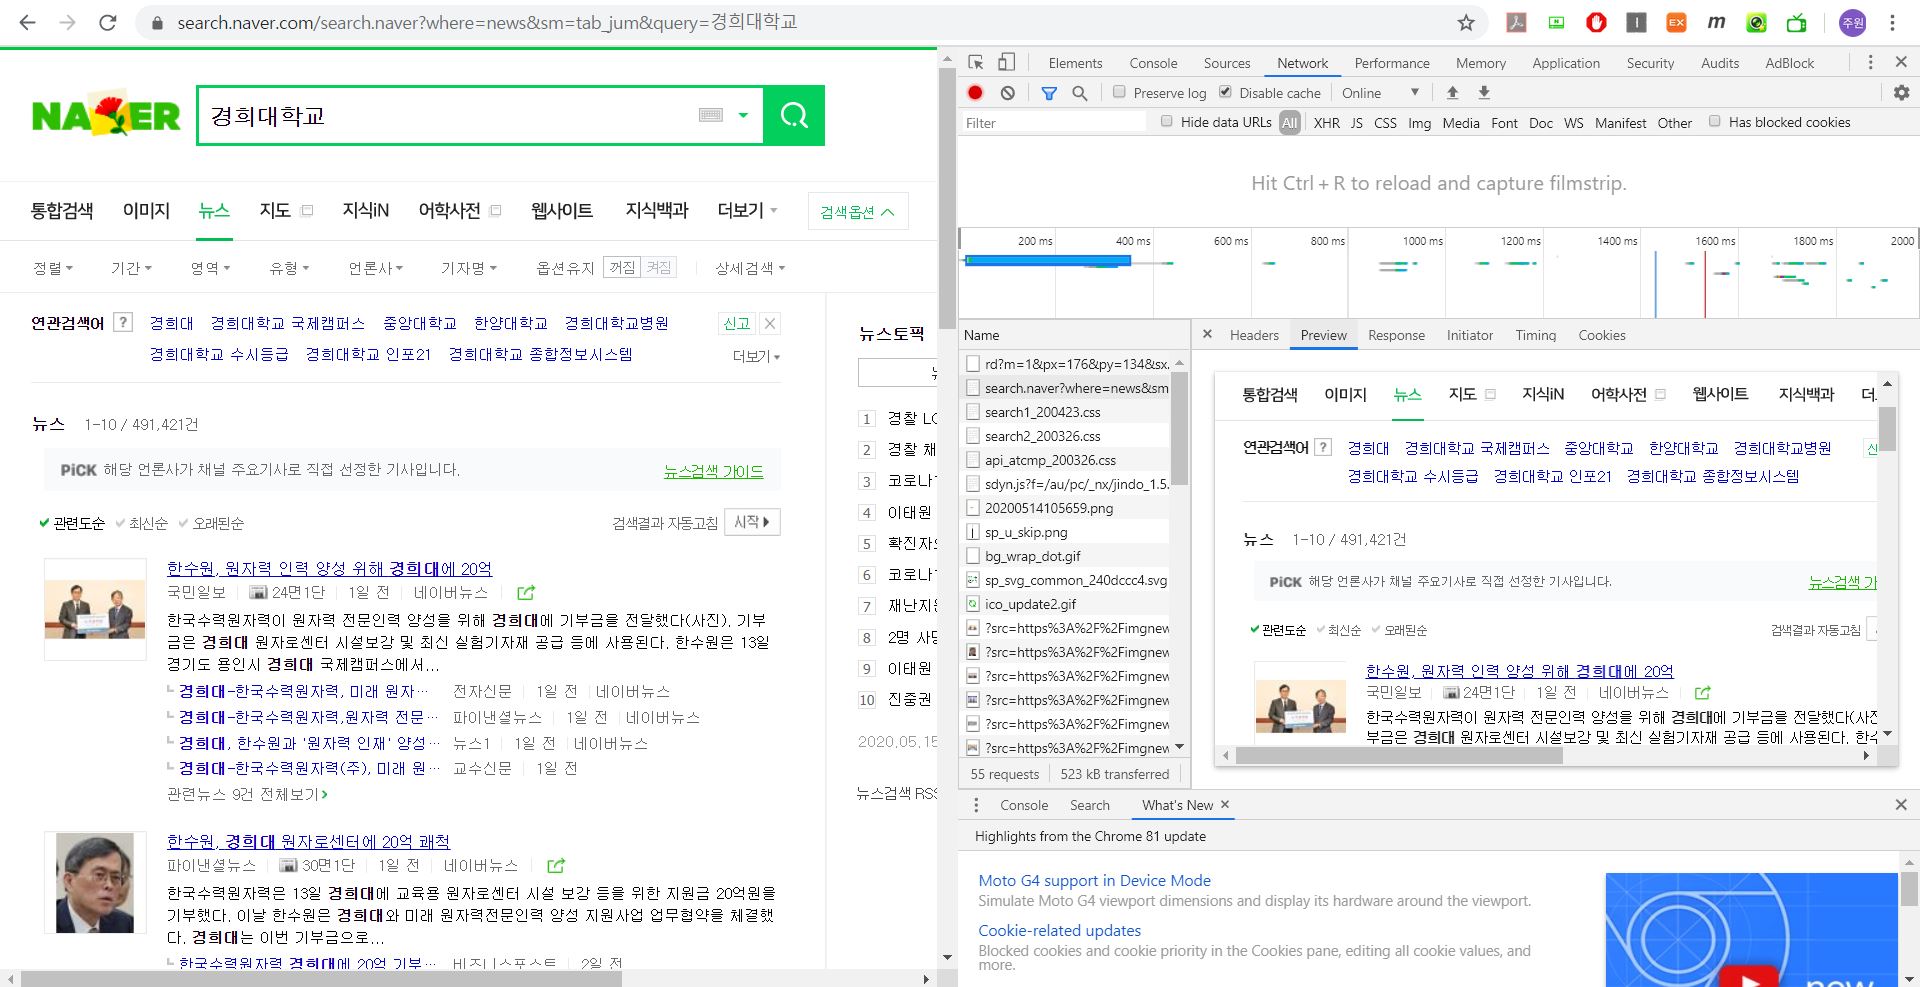 search.naver.com/search.naver?where=news&sm=tab_jum&query=경희대학교
주원
NAVER
경희대학교
통합검색 이미지 뉴스 지도 지식iN 어학사전 웹사이트 지식백과 더보기 검색옵션
정렬 기간 영역 유형 언론사 기자명 옵션유지 꺼짐 켜짐 상세검색
연관검색어 ? 경희대 경희대학교 국제캠퍼스 중앙대학교 한양대학교 경희대학교병원 신고
경희대학교 수시등급 경희대학교 인포21 경희대학교 종합정보시스템 더보기
뉴스 1-10 / 491,421건
PiCK 해당 언론사가 채널 주요기사로 직접 선정한 기사입니다. 뉴스검색 가이드
관련도순 최신순 오래된순 검색결과 자동고침 시작
한수원, 원자력 인력 양성 위해 경희대에 20억
국민일보 24면1단 1일 전 네이버뉴스
한국수력원자력이 원자력 전문인력 양성을 위해 경희대에 기부금을 전달했다(사진). 기부
금은 경희대 원자로센터 시설보강 및 최신 실험기자재 공급 등에 사용된다. 한수원은 13일
경기도 용인시 경희대 국제캠퍼스에서...
경희대-한국수력원자력, 미래 원자… 전자신문 1일 전 네이버뉴스
경희대-한국수력원자력,원자력 전문… 파이낸셜뉴스 1일 전 네이버뉴스
경희대, 한수원과 '원자력 인재' 양성… 뉴스1 1일 전 네이버뉴스
경희대-한국수력원자력(주), 미래 원… 교수신문 1일 전
관련뉴스 9건 전체보기
한수원, 경희대 원자로센터에 20억 쾌척
파이낸셜뉴스 30면1단 1일 전 네이버뉴스
한국수력원자력은 13일 경희대에 교육용 원자로센터 시설 보강 등을 위한 지원금 20억원을
기부했다. 이날 한수원은 경희대와 미래 원자력전문인력 양성 지원사업 업무협약을 체결했
다. 경희대는 이번 기부금으로...
한국수력원자력, 경희대에 20억 기부… 비즈니스포스트 2일 전
뉴스토픽
1 경찰
2 경찰
3 코로나
4 이태원
5 확진자
6 코로나
7 재난지
8 2명
9 이태원
10 진중권
2020.05.15
뉴스검색 RSS
Elements Console Sources Network Performance Memory Application Security Audits AdBlock
Preserve log Disable cache Online
Filter Hide data URLs All XHR JS CSS Img Media Font Doc WS Manifest Other Has blocked cookies
Hit Ctrl + R to reload and capture filmstrip.
200 ms 400 ms 600 ms 800 ms 1000 ms 1200 ms 1400 ms 1600 ms 1800 ms 2000
Name
rd?m=1&px=176&py=134&sx.
search.naver?where=news&sm
search1_200423.css
search2_200326.css
api_atcmp_200326.css
sdyn.js?f=/au/pc/_nx/jindo_1.5.
20200514105659.png
sp_u_skip.png
bg_wrap_dot.gif
sp_svg_common_240dccc4.svg
ico_update2.gif
?src=https%3A%2F%2Fimgnew
?src=https%3A%2F%2Fimgnew
?src=https%3A%2F%2Fimgnew
?src=https%3A%2F%2Fimgnew
?src=https%3A%2F%2Fimgnew
?src=https%3A%2F%2Fimgnew
55 requests 523 kB transferred
Headers Preview Response Initiator Timing Cookies
통합검색 이미지 뉴스 지도 지식iN 어학사전 웹사이트 지식백과 더
연관검색어 ? 경희대 경희대학교 국제캠퍼스 중앙대학교 한양대학교 경희대학교병원 신
경희대학교 수시등급 경희대학교 인포21 경희대학교 종합정보시스템
뉴스 1-10 / 491,421건
PiCK 해당 언론사가 채널 주요기사로 직접 선정한 기사입니다. 뉴스검색 가
관련도순 최신순 오래된순 검색결과 자동고침
한수원, 원자력 인력 양성 위해 경희대에 20억
국민일보 24면1단 1일 전 네이버뉴스
한국수력원자력이 원자력 전문인력 양성을 위해 경희대에 기부금을 전달했다(사진
부금은 경희대 원자로센터 시설보강 및 최신 실험기자재 공급 등에 사용된다. 한수
Console Search What's New
Highlights from the Chrome 81 update
Moto G4 support in Device Mode
Simulate Moto G4 viewport dimensions and display its hardware around the viewport.
Cookie-related updates
Blocked cookies and cookie priority in the Cookies pane, editing all cookie values, and
more.
new